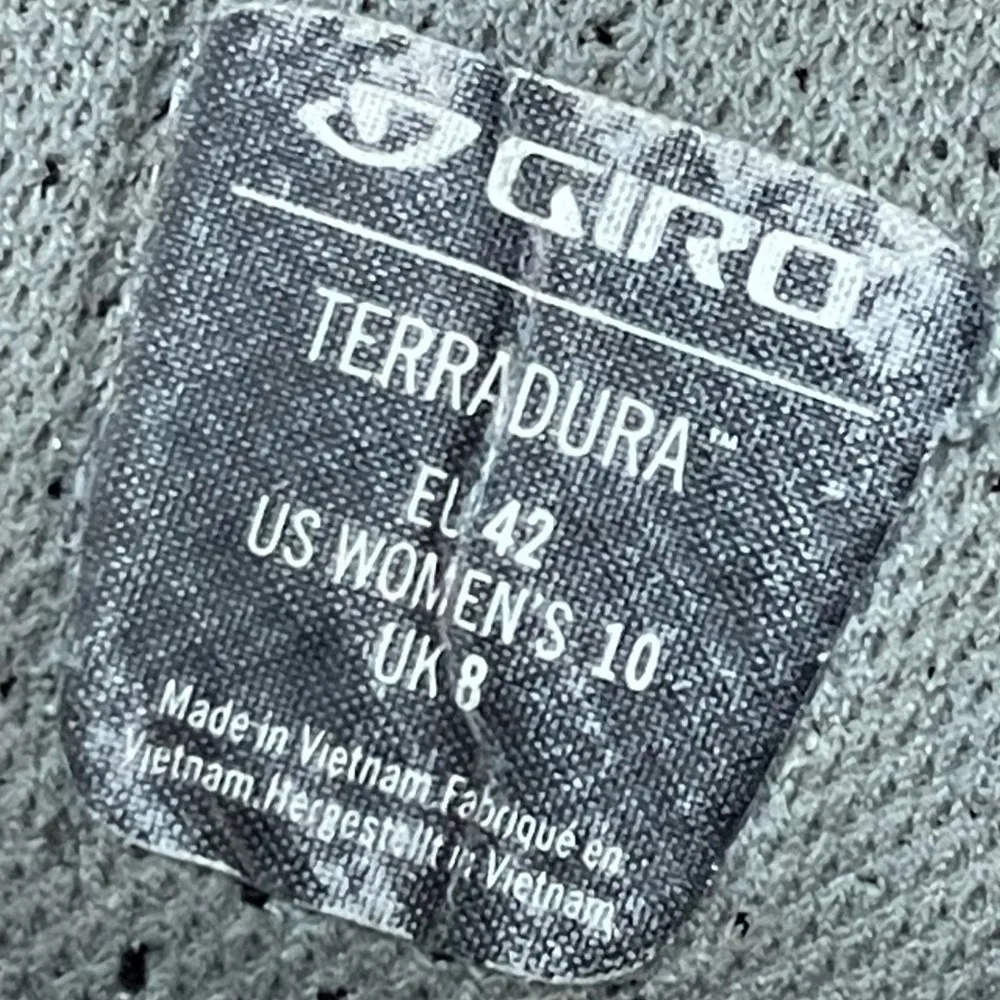 GIRO
TERRADURA™
EU 42
US WOMEN'S 10
UK 8
Made in Vietnam.Fabriqué en
Vietnam.Hergestellt in Vietnam.